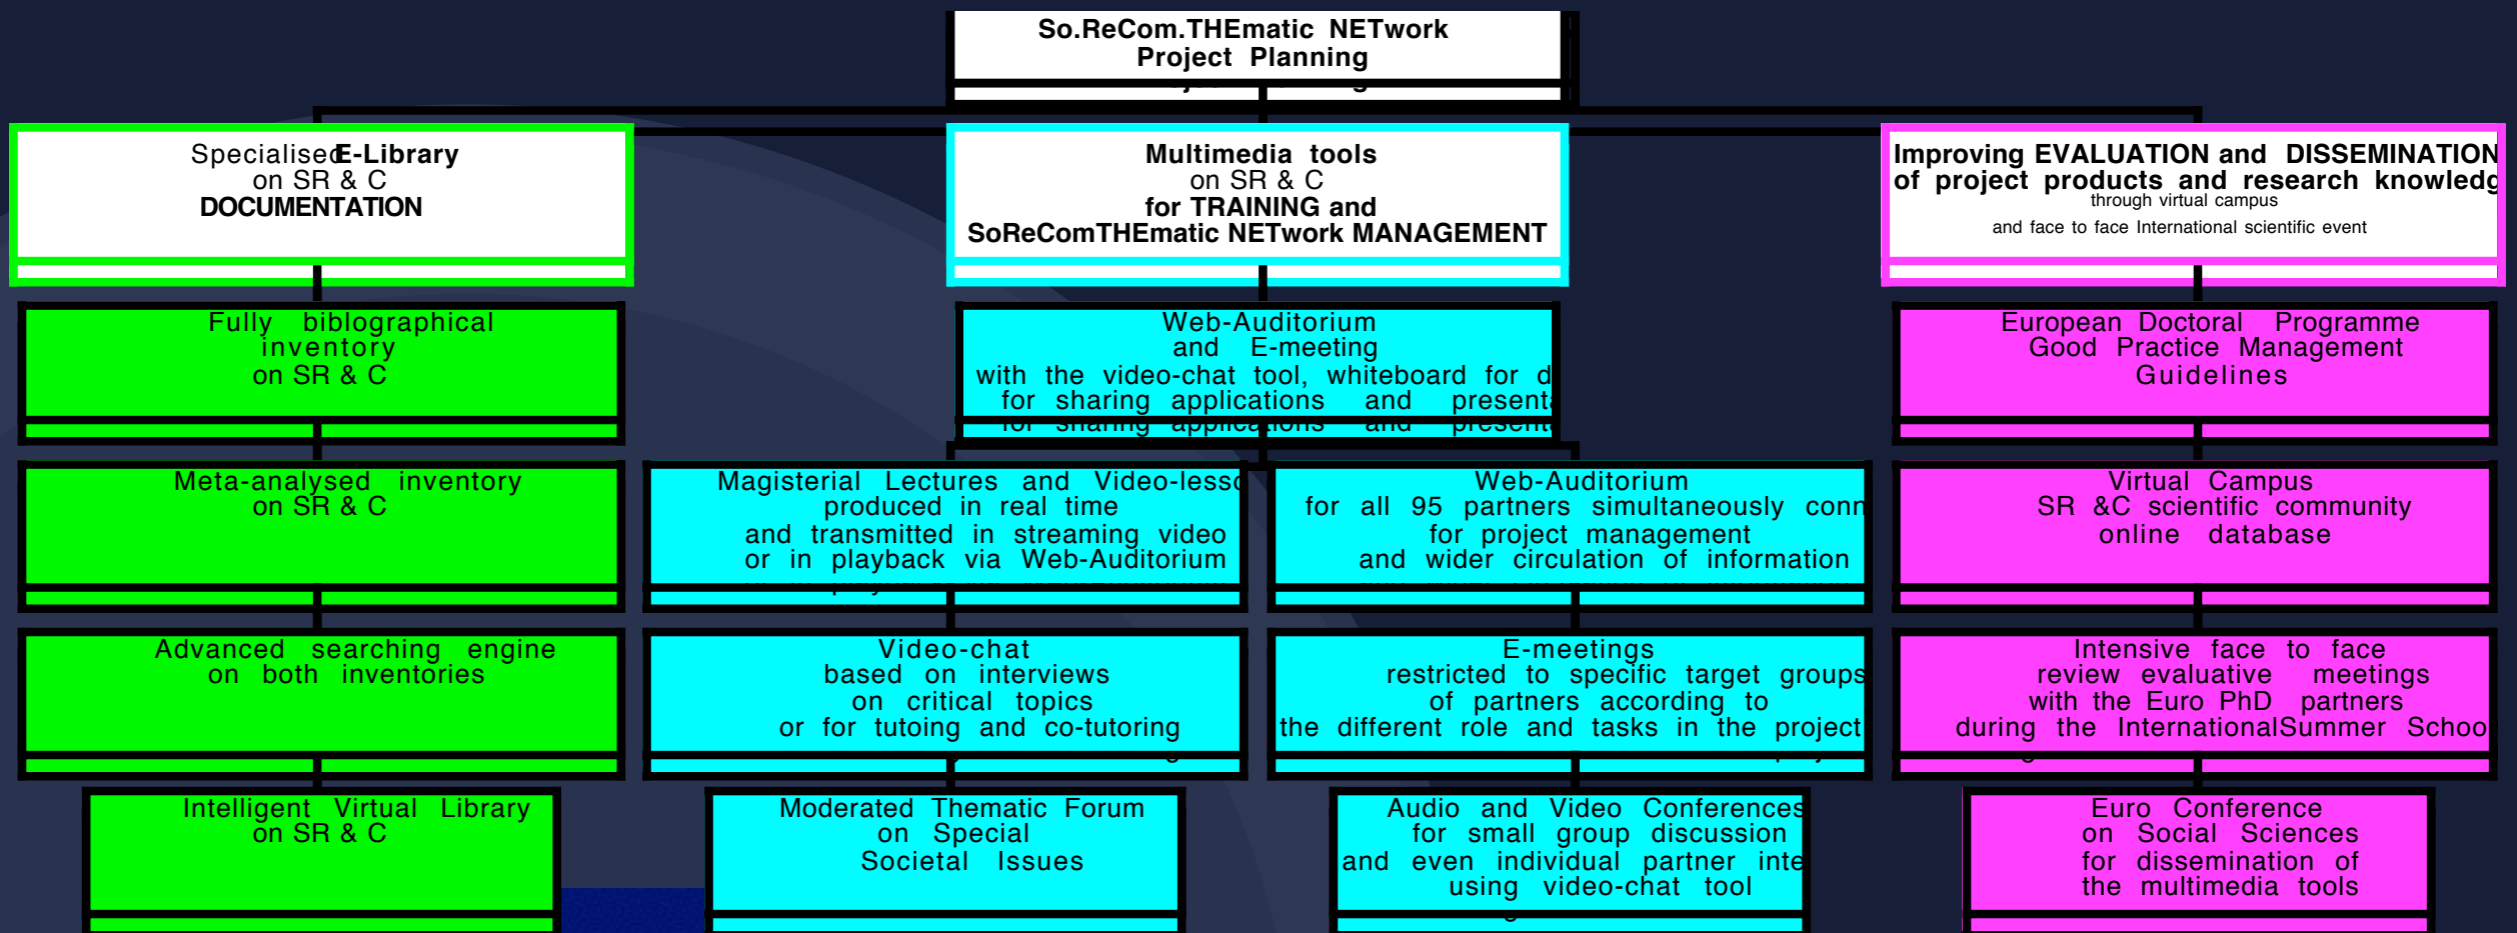 So.ReCom.THEmatic NETwork
Project Planning
Specialised E-Library
on SR & C
DOCUMENTATION
Multimedia tools
on SR & C
for TRAINING and
SoReComTHEmatic NETwork MANAGEMENT
Improving EVALUATION and DISSEMINATION
of project products and research knowledg
through virtual campus
and face to face International scientific event
Fully biblographical
inventory
on SR & C
Web-Auditorium
and E-meeting
with the video-chat tool, whiteboard for d
for sharing applications and presenta
European Doctoral Programme
Good Practice Management
Guidelines
Meta-analysed inventory
on SR & C
Magisterial Lectures and Video-lesso
produced in real time
and transmitted in streaming video
or in playback via Web-Auditorium
Web-Auditorium
for all 95 partners simultaneously conn
for project management
and wider circulation of information
Virtual Campus
SR &C scientific community
online database
Advanced searching engine
on both inventories
Video-chat
based on interviews
on critical topics
or for tutoing and co-tutoring
E-meetings
restricted to specific target groups
of partners according to
the different role and tasks in the project
Intensive face to face
review evaluative meetings
with the Euro PhD partners
during the InternationalSummer Schoo
Intelligent Virtual Library
on SR & C
Moderated Thematic Forum
on Special
Societal Issues
Audio and Video Conferences
for small group discussion
and even individual partner inte
using video-chat tool
Euro Conference
on Social Sciences
for dissemination of
the multimedia tools